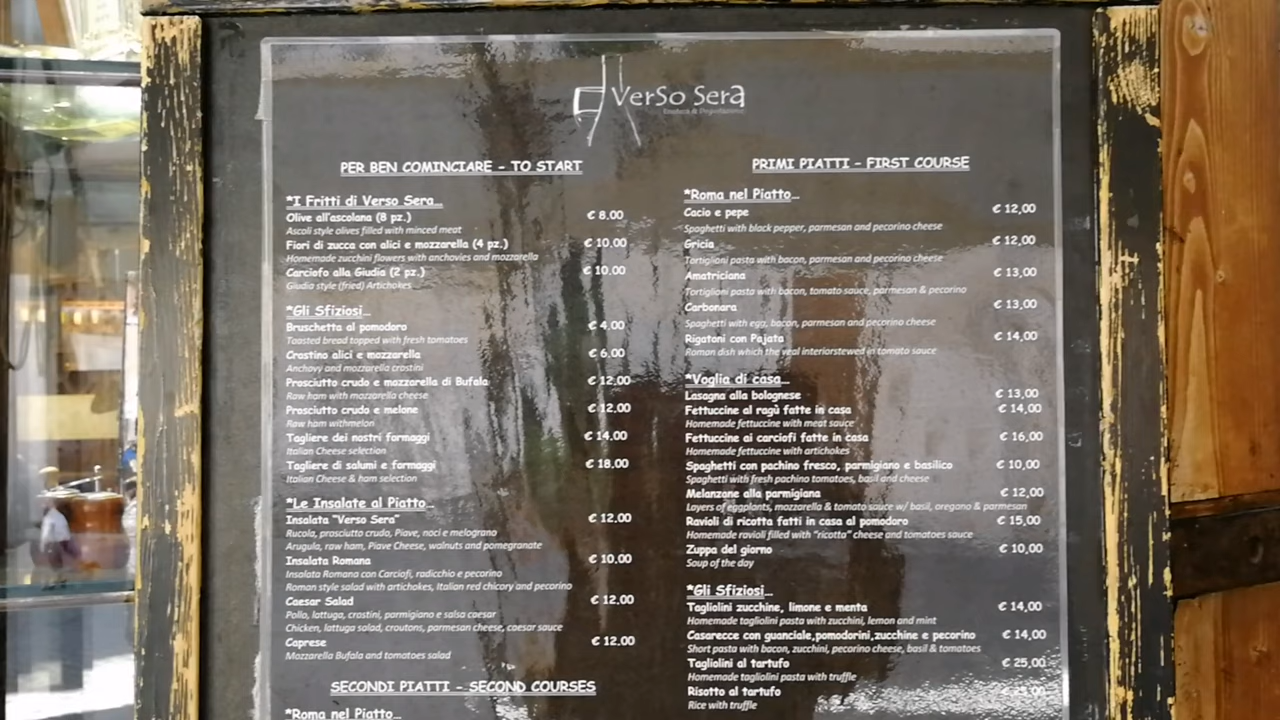 Verso Sera
PER BEN COMINCIARE - TO START
*I Fritti di Verso Sera...
Olive all'ascolana (8 pz.) € 8,00
Ascoli style olives filled with minced meat
Fiori di zucca con alici e mozzarella (4 pz.) € 10,00
Homemade zucchini flowers with anchovies and mozzarella
Carciofo alla Giudia (2 pz.) € 10,00
Giudia style (fried) Artichokes
*Gli Sfiziosi...
Bruschetta al pomodoro € 4,00
Toasted bread topped with fresh tomatoes
Crostino alici e mozzarella € 6,00
Anchovy and mozzarella crostini
Prosciutto crudo e mozzarella di Bufala € 12,00
Raw ham with mozzarella cheese
Prosciutto crudo e melone € 12,00
Raw ham withmelon
Tagliere dei nostri formaggi € 14,00
Italian Cheese selection
Tagliere di salumi e formaggi € 18,00
Italian Cheese & ham selection
*Le Insalate al Piatto...
Insalata "Verso Sera" € 12,00
Rucola, prosciutto crudo, Piave, noci e melograno
Arugula, raw ham, Piave Cheese, walnuts and pomegranate
Insalata Romana € 10,00
Insalata Romana con Carciofi, radicchio e pecorino
Roman style salad with artichokes, Italian red chicory and pecorino
Caesar Salad € 12,00
Pollo, lattuga, crostini, parmigiano e salsa caesar
Chicken, lattuga salad, croutons, parmesan cheese, caesar sauce
Caprese € 12,00
Mozzarella Bufala and tomatoes salad
SECONDI PIATTI - SECOND COURSES
*Roma nel Piatto...
PRIMI PIATTI - FIRST COURSE
*Roma nel Piatto...
Cacio e pepe € 12,00
Spaghetti with black pepper, parmesan and pecorino cheese
Gricia € 12,00
Tortiglioni pasta with bacon, parmesan and pecorino cheese
Amatriciana € 13,00
Tortiglioni pasta with bacon, tomato sauce, parmesan & pecorino
Carbonara € 13,00
Spaghetti with egg, bacon, parmesan and pecorino cheese
Rigatoni con Pajata € 14,00
Roman dish which the veal interiorstewed in tomato sauce
*Voglia di casa...
Lasagna alla bolognese € 13,00
Fettuccine al ragù fatte in casa € 14,00
Homemade fettuccine with meat sauce
Fettuccine ai carciofi fatte in casa € 16,00
Homemade fettuccine with artichokes
Spaghetti con pachino fresco, parmigiano e basilico € 10,00
Spaghetti with fresh pachino tomatoes, basil and cheese
Melanzane alla parmigiana € 12,00
Layers of eggplants, mozzarella & tomato sauce w/ basil, oregano & parmesan
Ravioli di ricotta fatti in casa al pomodoro € 15,00
Homemade ravioli filled with "ricotta" cheese and tomatoes sauce
Zuppa del giorno € 10,00
Soup of the day
*Gli Sfiziosi...
Tagliolini zucchine, limone e menta € 14,00
Homemade tagliolini pasta with zucchini, lemon and mint
Casarecce con guanciale,pomodorini,zucchine e pecorino € 14,00
Short pasta with bacon, zucchini, pecorino cheese, basil & tomatoes
Tagliolini al tartufo € 25,00
Homemade tagliolini pasta with truffle
Risotto al tartufo
Rice with truffle